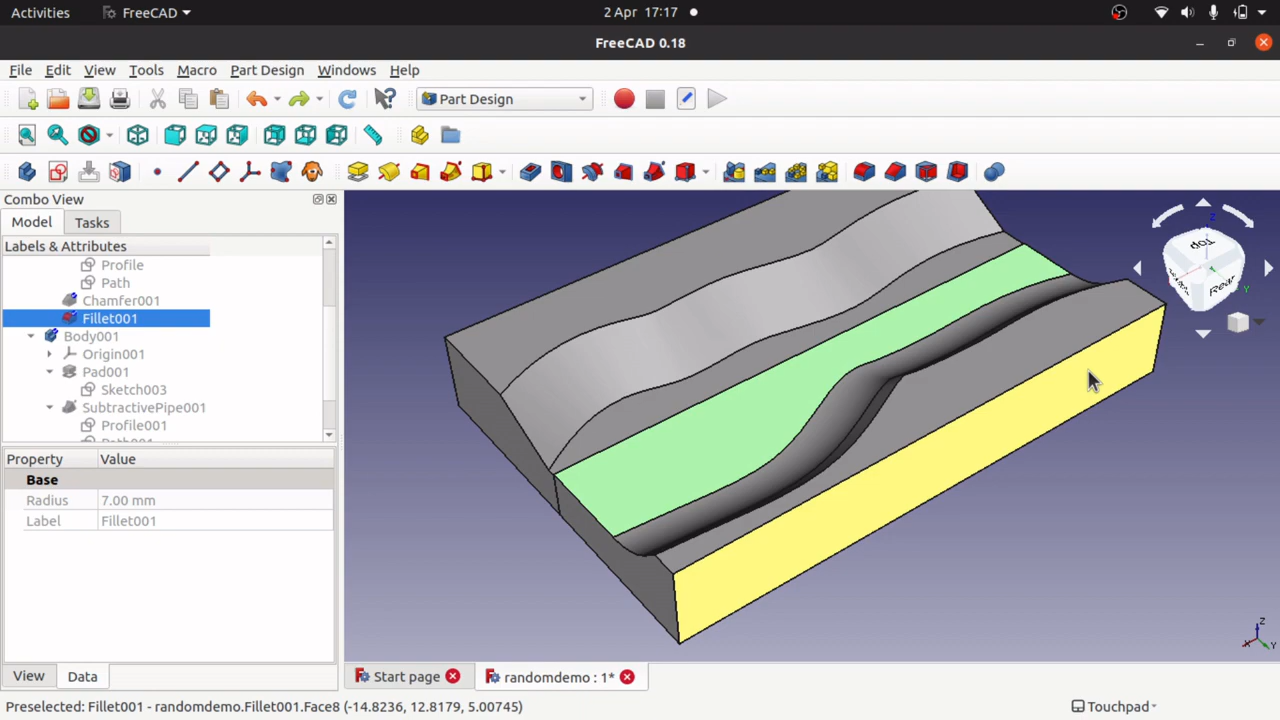 Activities FreeCAD 2 Apr 17:17
FreeCAD 0.18
File Edit View Tools Macro Part Design Windows Help
Part Design
Combo View
Model Tasks
Labels & Attributes
Profile
Path
Chamfer001
Fillet001
Body001
Origin001
Pad001
Sketch003
SubtractivePipe001
Profile001
Path001
Property Value
Base
Radius 7.00 mm
Label Fillet001
View Data
Start page randomdemo : 1*
Top
Rear
Z
Y
Z
X
Y
Preselected: Fillet001 - randomdemo.Fillet001.Face8 (-14.8236, 12.8179, 5.00745) Touchpad